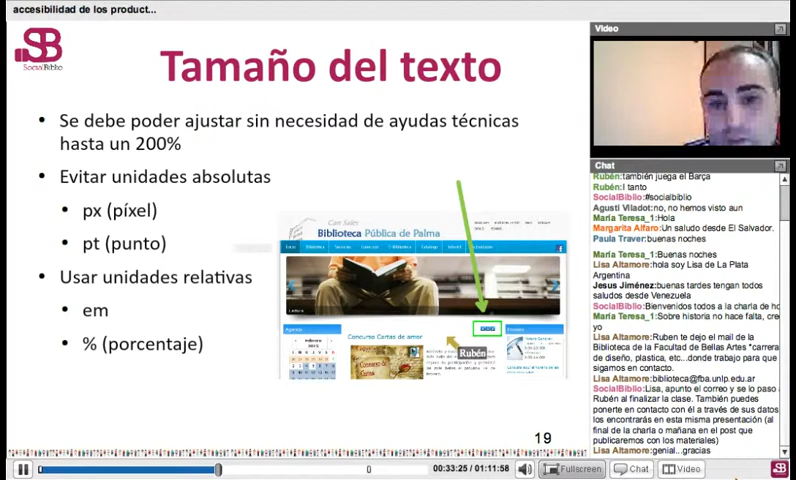 accesibilidad de los product...
SB
SocialBiblio
Tamaño del texto
• Se debe poder ajustar sin necesidad de ayudas técnicas
hasta un 200%
• Evitar unidades absolutas
• px (píxel)
• pt (punto)
• Usar unidades relativas
• em
• % (porcentaje)
Can Sales
Biblioteca Pública de Palma
Agenda
Concurso Cartas de amor
Rubén
19
Video
Chat
Rubén:también juega el Barça
Rubén:l tanto
SocialBiblio:#socialbiblio
Agusti Viladot:no, no hemos visto aun
María Teresa_1:Hola
Margarita Alfaro:Un saludo desde El Salvador.
Paula Traver:buenas noches
María Teresa_1:Buenas noches
Lisa Altamore:hola soy Lisa de La Plata
Argentina
Jesus Jiménez:buenas tardes tengan todos
saludos desde Venezuela
SocialBiblio:Bienvenidos todos a la charla de ho
María Teresa_1:Sobre historia no hace falta, cre
yo
Lisa Altamore:Ruben te dejo el mail de la
Biblioteca de la Facultad de Bellas Artes *carrera
de diseño, plastica, etc...donde trabajo para que
sigamos en contacto.
Lisa Altamore:biblioteca@fba.unlp.edu.ar
SocialBiblio:Lisa, apunto el correo y se lo paso
Rubén al finalizar la clase. También puedes
ponerte en contacto con él a través de sus datos
los encontrarás en esta misma presentación (al
final de la charla o mañana en el post que
publicaremos con los materiales)
Lisa Altamore:genial...gracias
00:33:25 / 01:11:58
Fullscreen
Chat
Video
SB